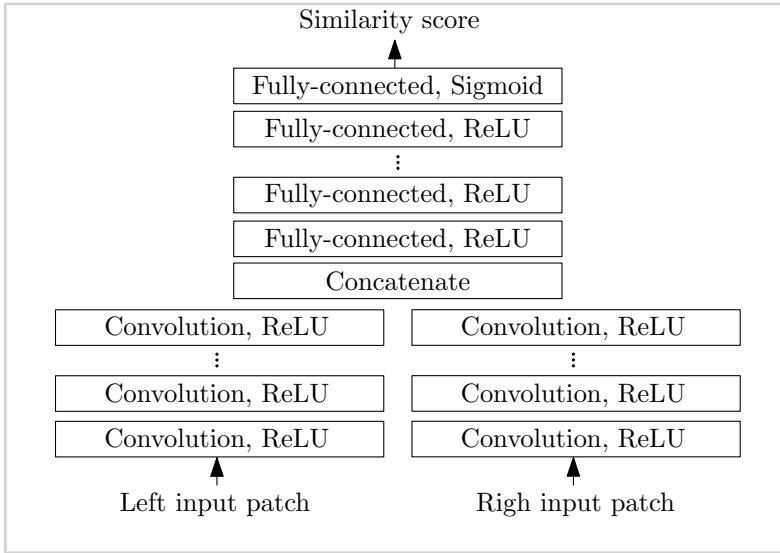 Similarity score
Fully-connected, Sigmoid
Fully-connected, ReLU
⋮
Fully-connected, ReLU
Fully-connected, ReLU
Concatenate
Convolution, ReLU Convolution, ReLU
⋮ ⋮
Convolution, ReLU Convolution, ReLU
Convolution, ReLU Convolution, ReLU
Left input patch Righ input patch